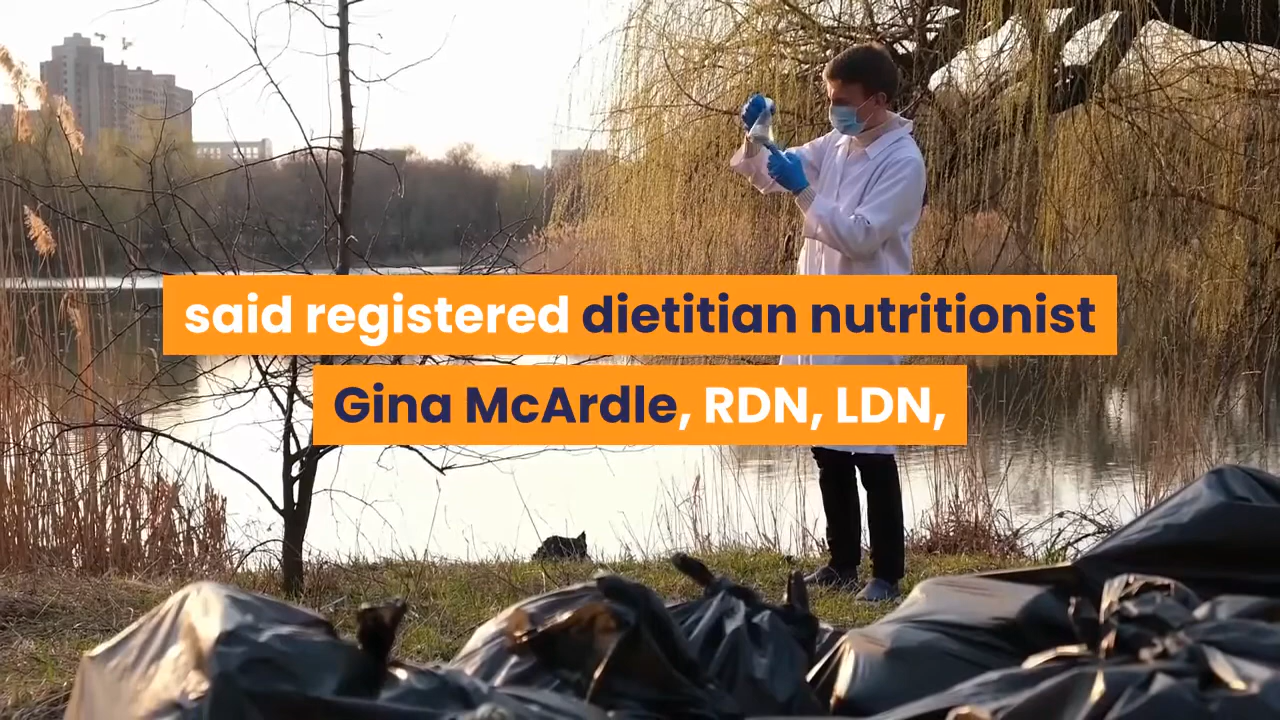 said registered dietitian nutritionist
Gina McArdle, RDN, LDN,